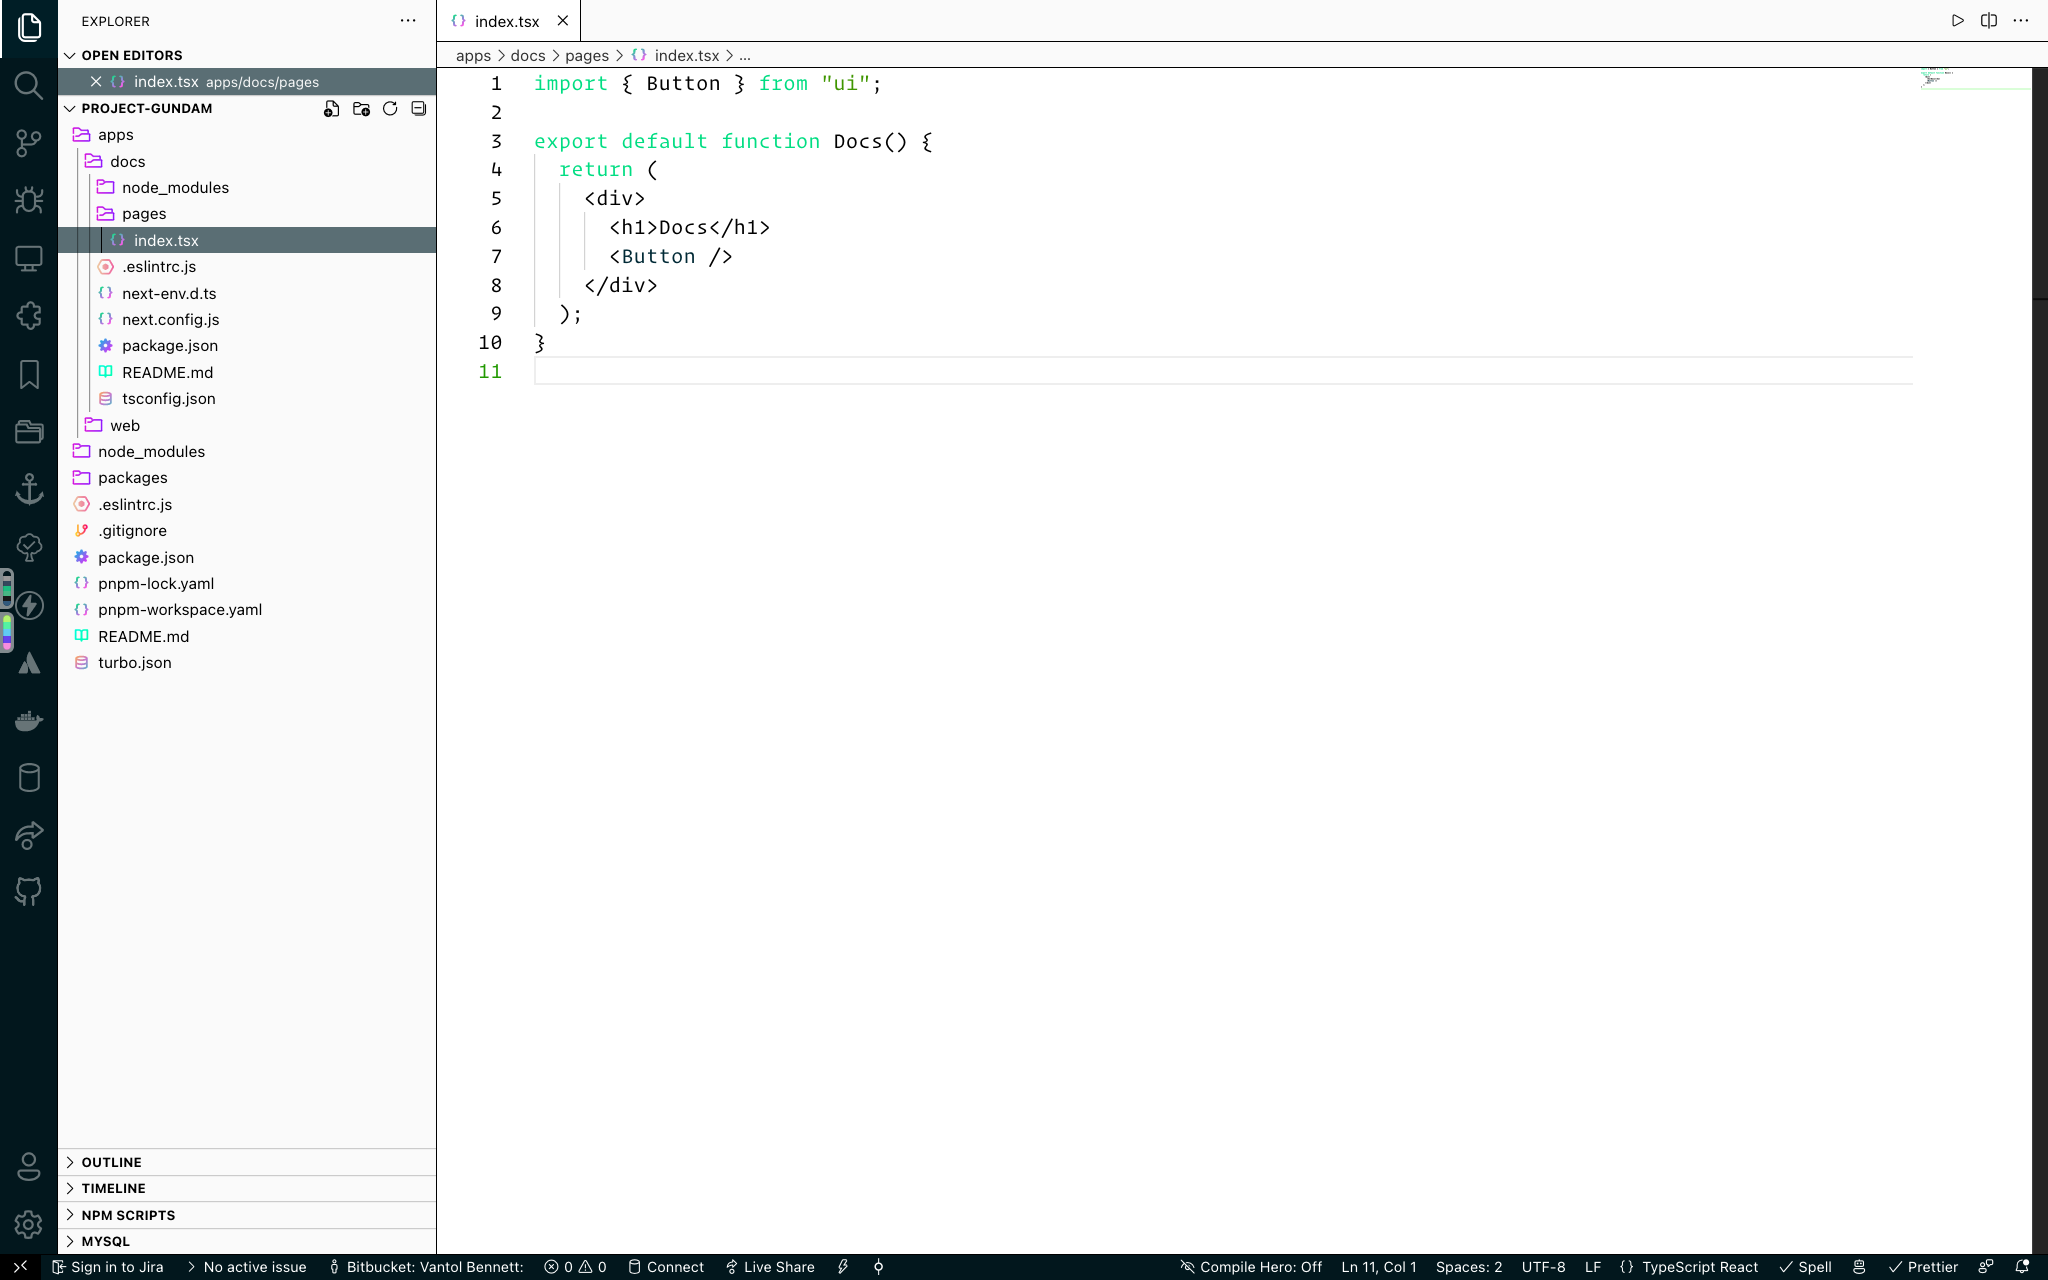 EXPLORER
OPEN EDITORS
index.tsx apps/docs/pages
PROJECT-GUNDAM
apps
docs
node_modules
pages
index.tsx
.eslintrc.js
next-env.d.ts
next.config.js
package.json
README.md
tsconfig.json
web
node_modules
packages
.eslintrc.js
.gitignore
package.json
pnpm-lock.yaml
pnpm-workspace.yaml
README.md
turbo.json
OUTLINE
TIMELINE
NPM SCRIPTS
MYSQL
index.tsx
apps > docs > pages > index.tsx > ...
1 import { Button } from "ui";
2
3 export default function Docs() {
4 return (
5 <div>
6 <h1>Docs</h1>
7 <Button />
8 </div>
9 );
10 }
11
Sign in to Jira No active issue Bitbucket: Vantol Bennett: 0 0 Connect Live Share Compile Hero: Off Ln 11, Col 1 Spaces: 2 UTF-8 LF {} TypeScript React Spell Prettier